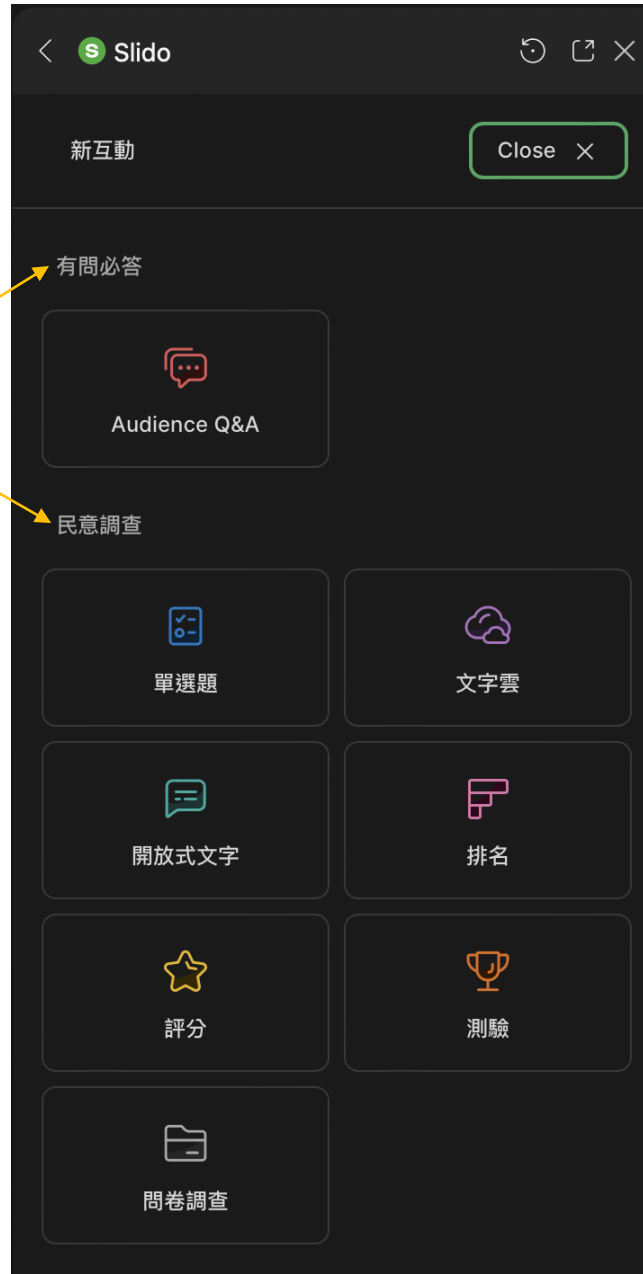 S Slido
新互動
Close
有問必答
Audience Q&A
民意調查
單選題
文字雲
開放式文字
排名
評分
測驗
問卷調查